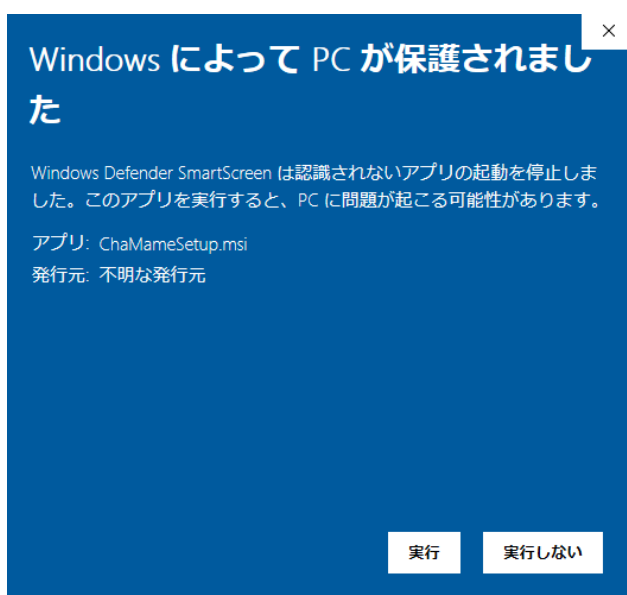 Windows によって PC が保護されまし
た
Windows Defender SmartScreen は認識されないアプリの起動を停止しま
した。このアプリを実行すると、PC に問題が起こる可能性があります。
アプリ: ChaMameSetup.msi
発行元: 不明な発行元
実行 実行しない